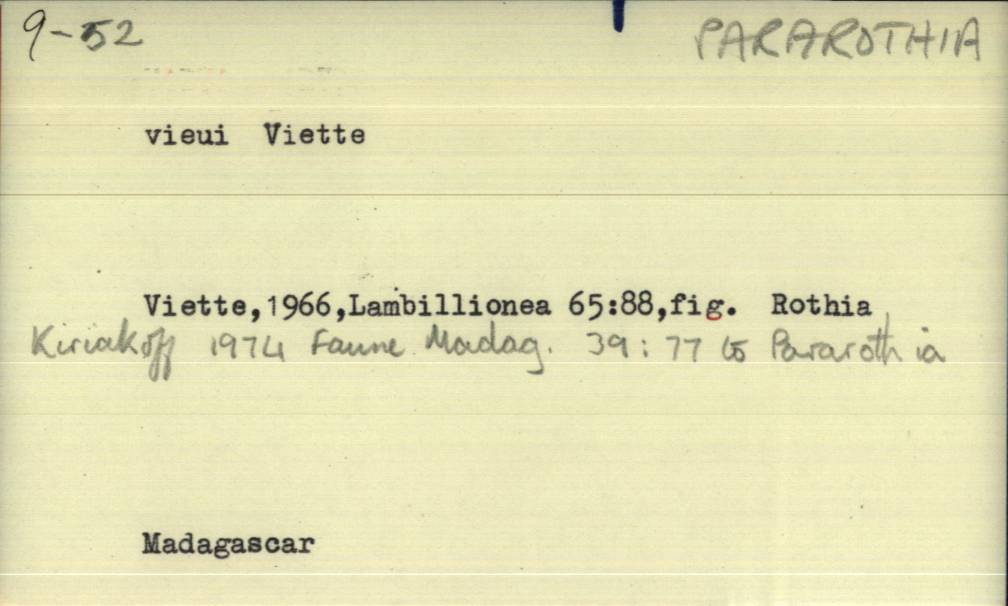 9-52
PARAROTHIA
vieui Viette
Viette,1966,Lambillionea 65:88,fig. Rothia
Kiriakoff 1974 Faune Madag. 39:77 to Pararothia
Madagascar